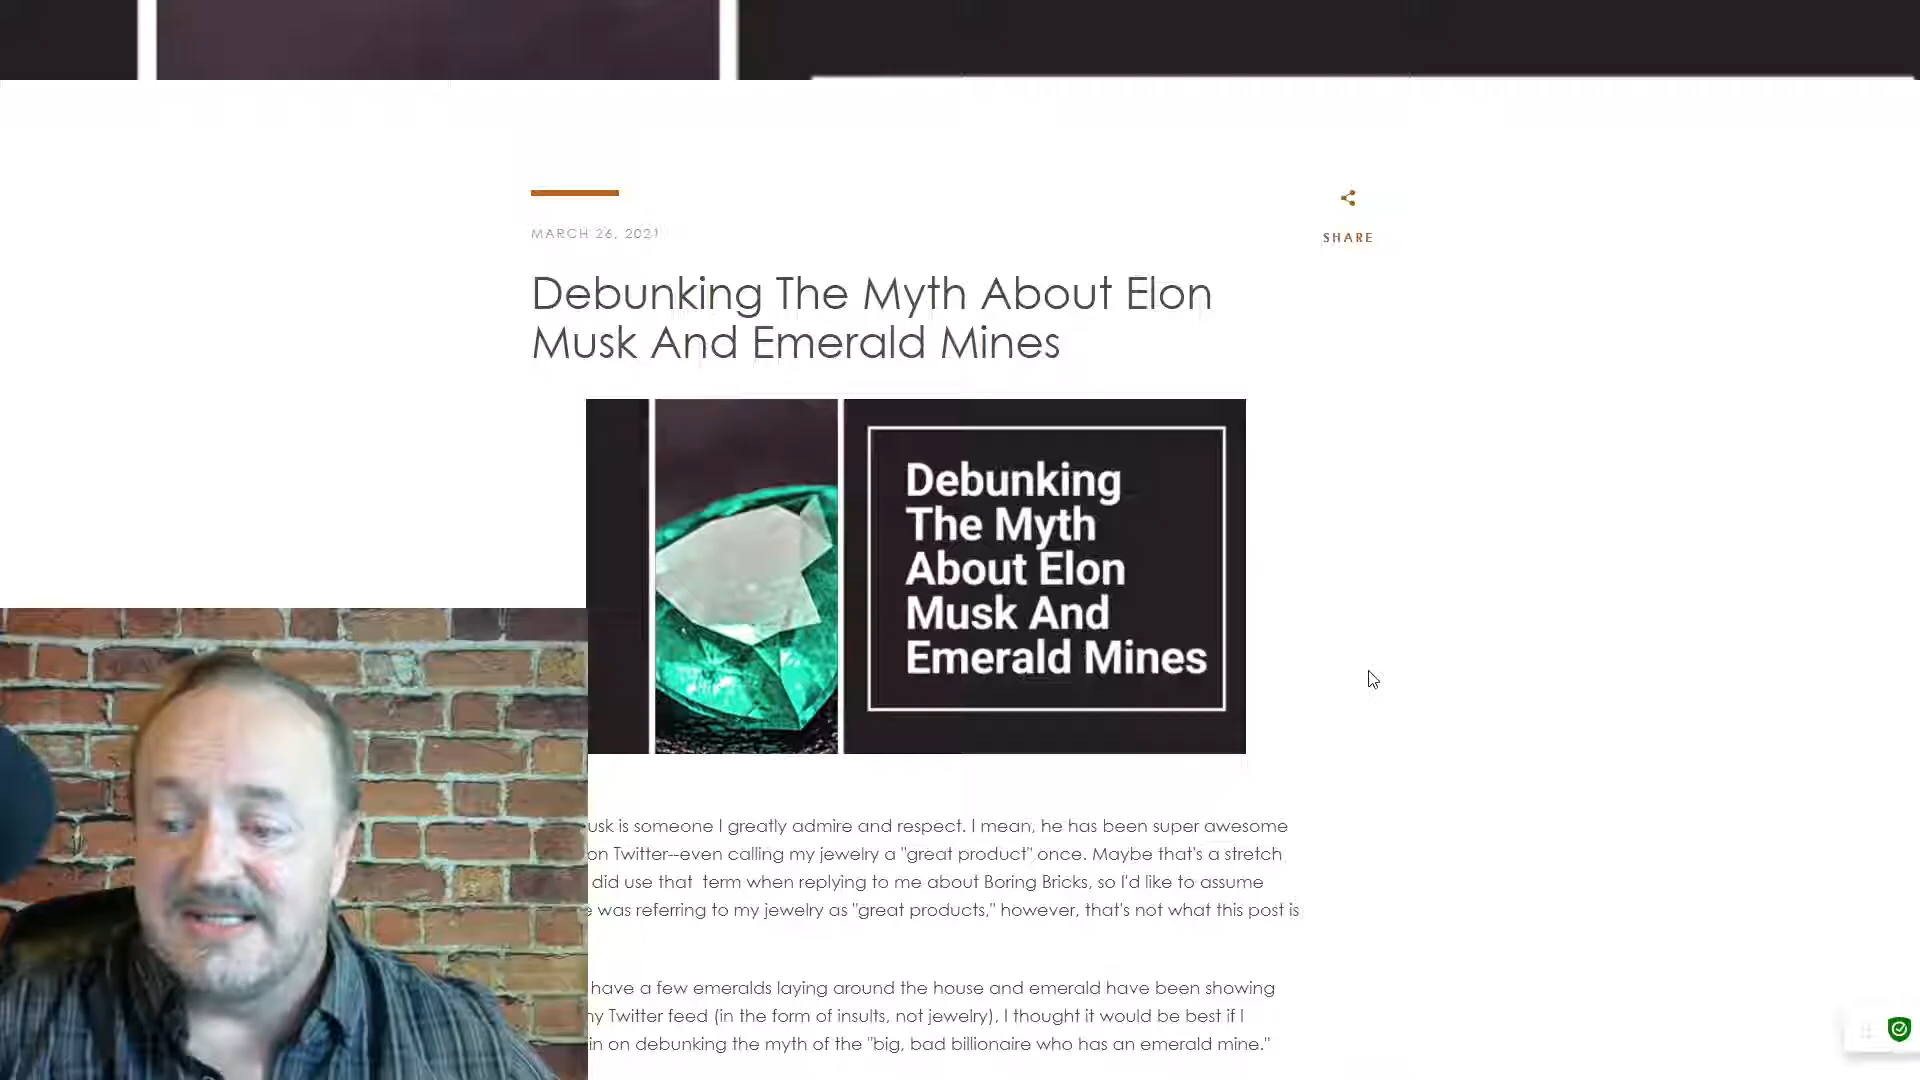 MARCH 26, 2021
SHARE
Debunking The Myth About Elon
Musk And Emerald Mines
Debunking
The Myth
About Elon
Musk And
Emerald Mines
usk is someone I greatly admire and respect. I mean, he has been super awesome
on Twitter--even calling my jewelry a "great product" once. Maybe that's a stretch
did use that term when replying to me about Boring Bricks, so I'd like to assume
was referring to my jewelry as "great products," however, that's not what this post is
have a few emeralds laying around the house and emerald have been showing
Twitter feed (in the form of insults, not jewelry), I thought it would be best if I
in on debunking the myth of the "big, bad billionaire who has an emerald mine."